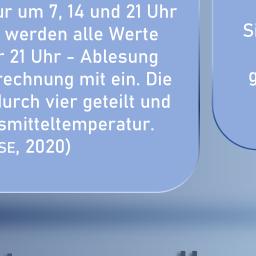 ur um 7, 14 und 21 Uhr
werden alle Werte
r 21 Uhr – Ablesung
rechnung mit ein. Die
durch vier geteilt und
smitteltemperatur.
SE, 2020)
Si
g